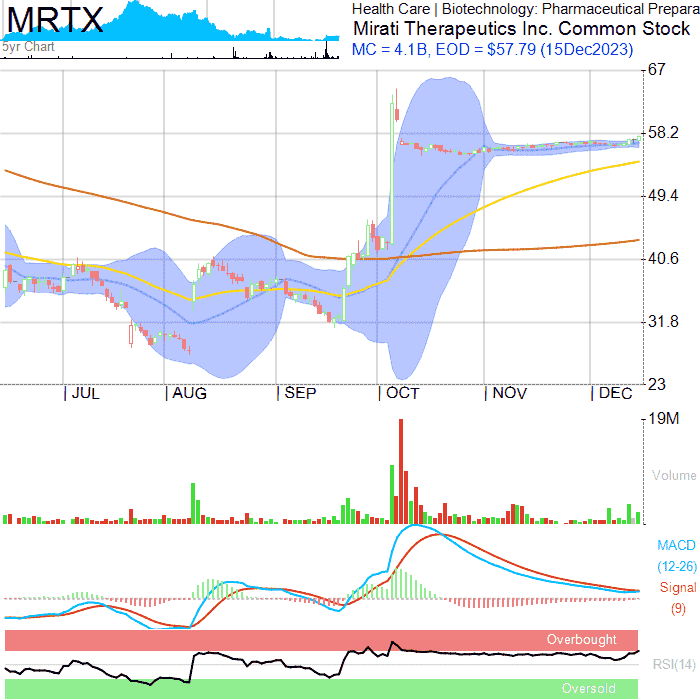 MRTX
Health Care | Biotechnology: Pharmaceutical Prepara
Mirati Therapeutics Inc. Common Stock
MC = 4.1B, EOD = $57.79 (15Dec2023)
5yr Chart
67
58.2
49.4
40.6
31.8
23
| JUL | AUG | SEP | OCT | NOV | DEC
19M
Volume
MACD
(12-26)
Signal
(9)
Overbought
RSI(14)
Oversold